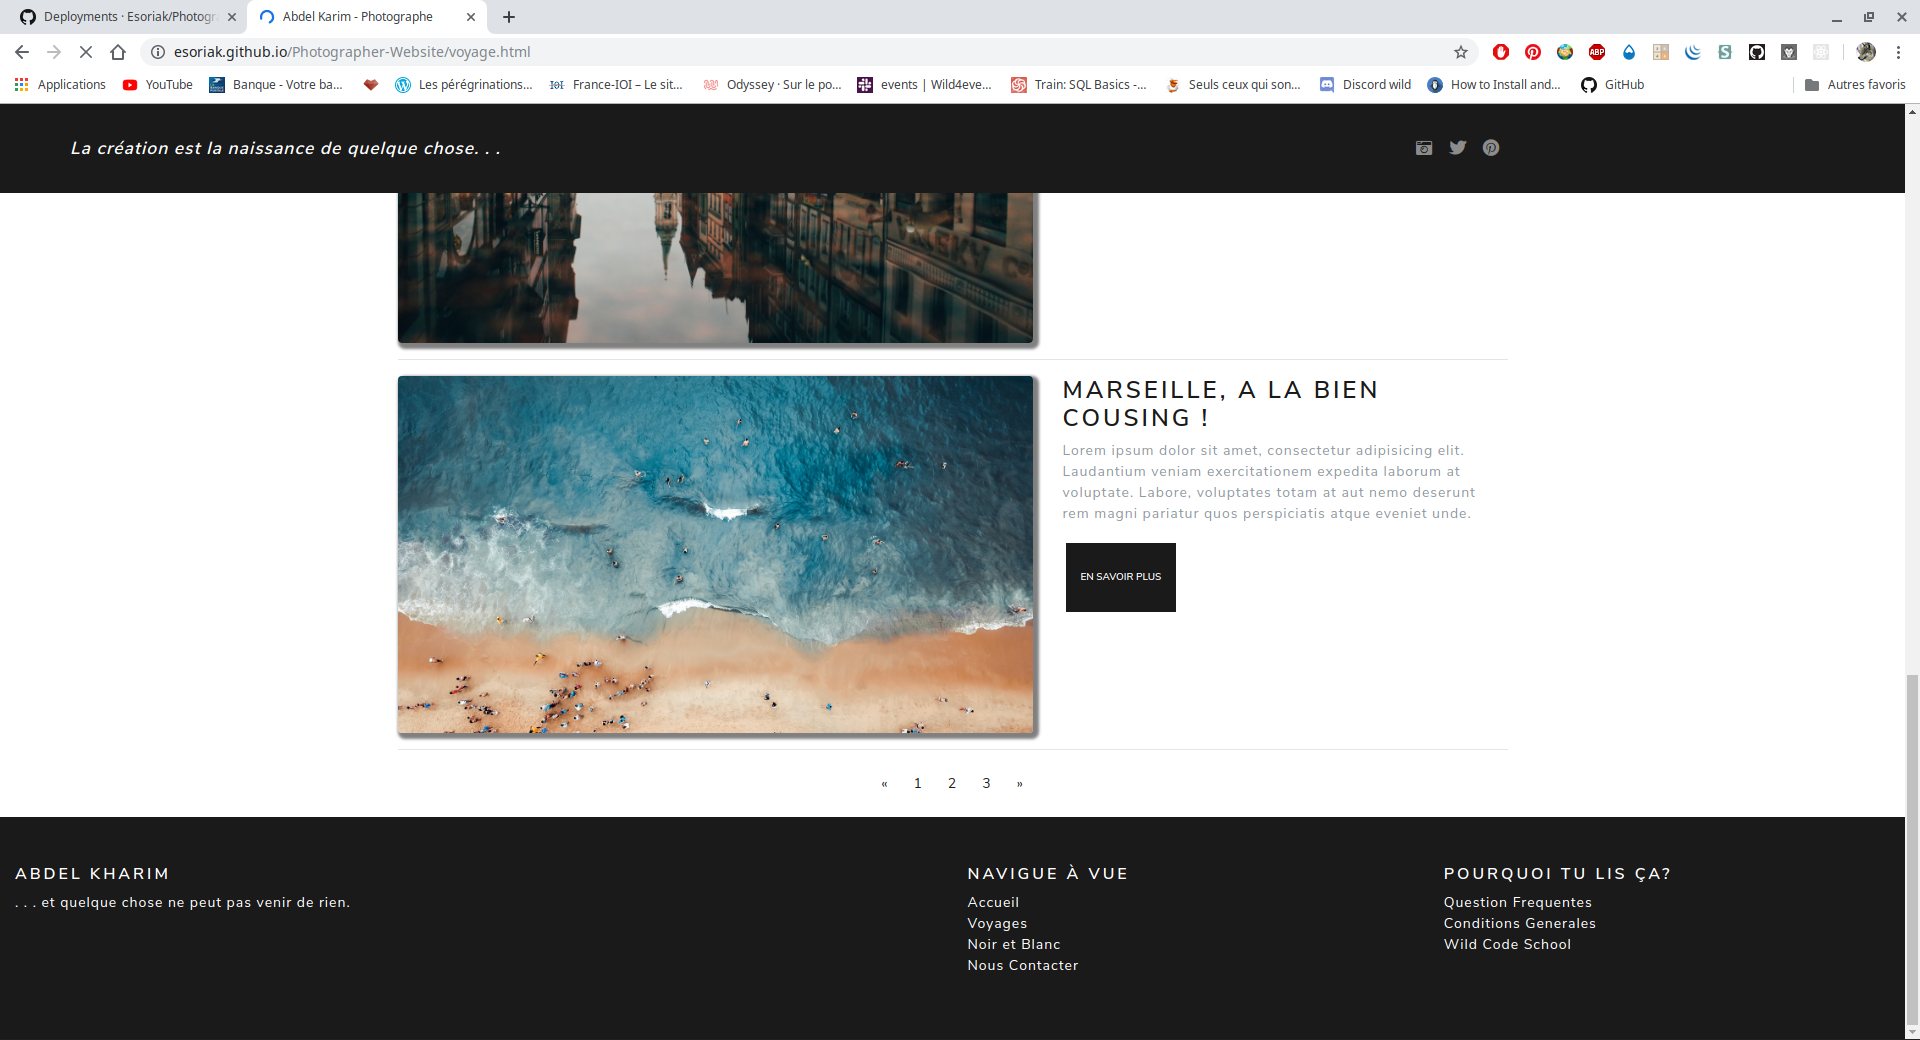 Deployments · Esoriak/Photogr
Abdel Karim - Photographe
esoriak.github.io/Photographer-Website/voyage.html
Applications
YouTube
Banque - Votre ba...
Les pérégrinations...
France-IOI – Le sit...
Odyssey · Sur le po...
events | Wild4eve...
Train: SQL Basics -...
Seuls ceux qui son...
Discord wild
How to Install and...
GitHub
Autres favoris
La création est la naissance de quelque chose. . .
MARSEILLE, A LA BIEN
COUSING !
Lorem ipsum dolor sit amet, consectetur adipisicing elit.
Laudantium veniam exercitationem expedita laborum at
voluptate. Labore, voluptates totam at aut nemo deserunt
rem magni pariatur quos perspiciatis atque eveniet unde.
EN SAVOIR PLUS
« 1 2 3 »
ABDEL KHARIM
. . . et quelque chose ne peut pas venir de rien.
NAVIGUE À VUE
Accueil
Voyages
Noir et Blanc
Nous Contacter
POURQUOI TU LIS ÇA?
Question Frequentes
Conditions Generales
Wild Code School